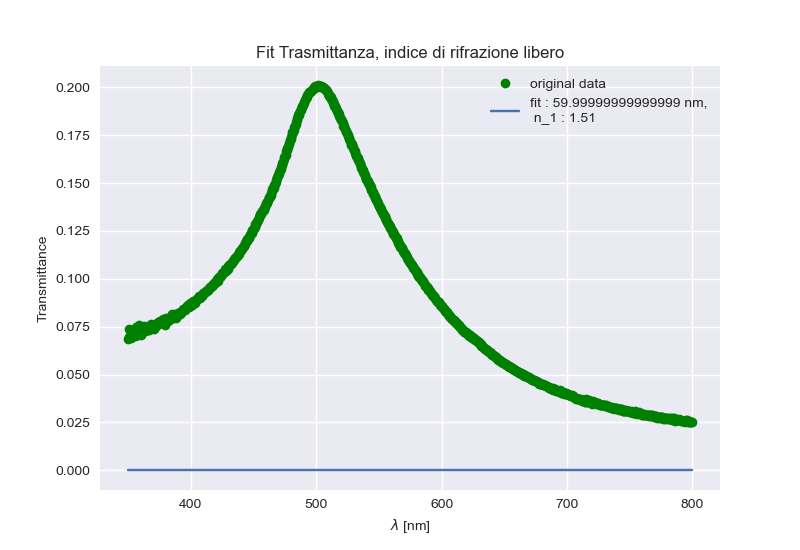 Fit Trasmittanza, indice di rifrazione libero
original data
fit : 59.99999999999999 nm,
n_1 : 1.51
Transmittance
0.200
0.175
0.150
0.125
0.100
0.075
0.050
0.025
0.000
400 500 600 700 800
λ [nm]